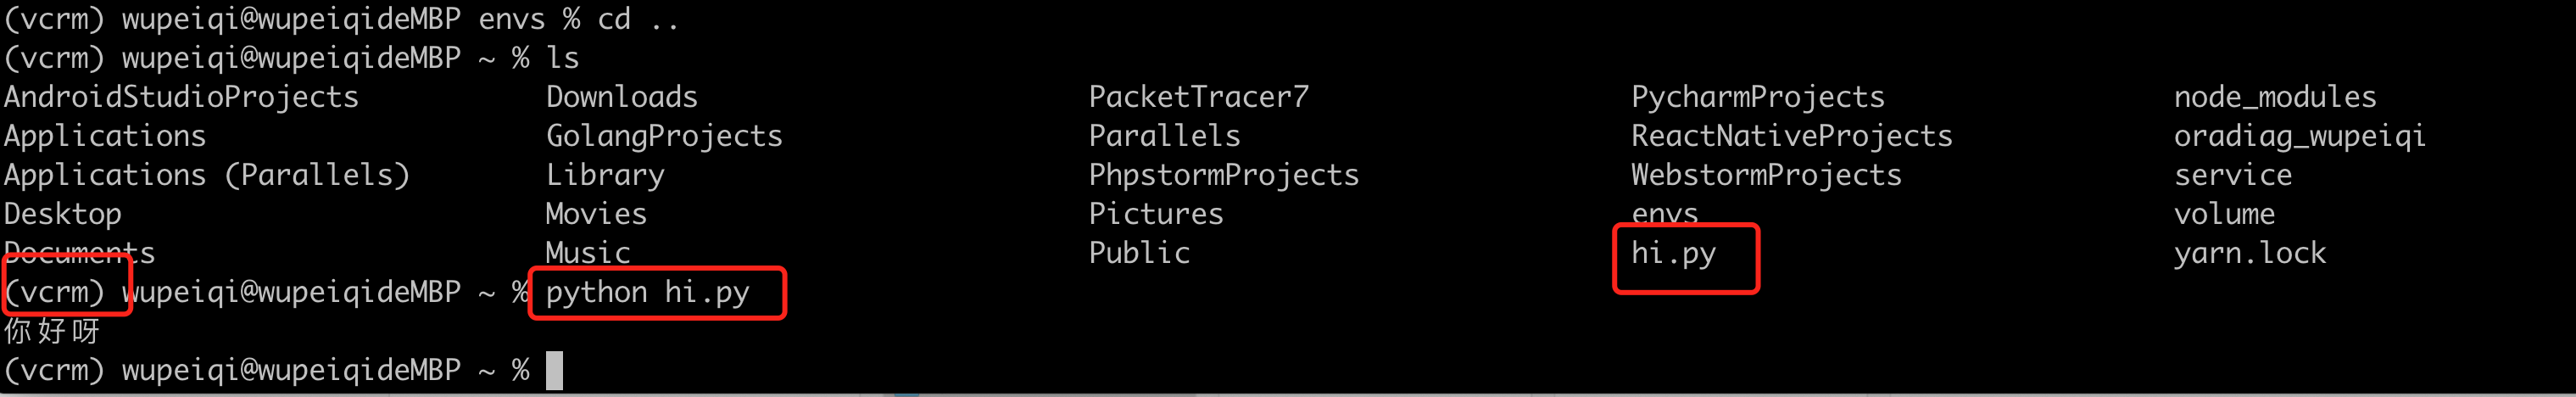 (vcrm) wupeiqi@wupeiqideMBP envs % cd ..
(vcrm) wupeiqi@wupeiqideMBP ~ % ls
AndroidStudioProjects Downloads PacketTracer7 PycharmProjects node_modules
Applications GolangProjects Parallels ReactNativeProjects oradiag_wupeiqi
Applications (Parallels) Library PhpstormProjects WebstormProjects service
Desktop Movies Pictures envs volume
Documents Music Public hi.py yarn.lock
(vcrm) wupeiqi@wupeiqideMBP ~ % python hi.py
你好呀
(vcrm) wupeiqi@wupeiqideMBP ~ %